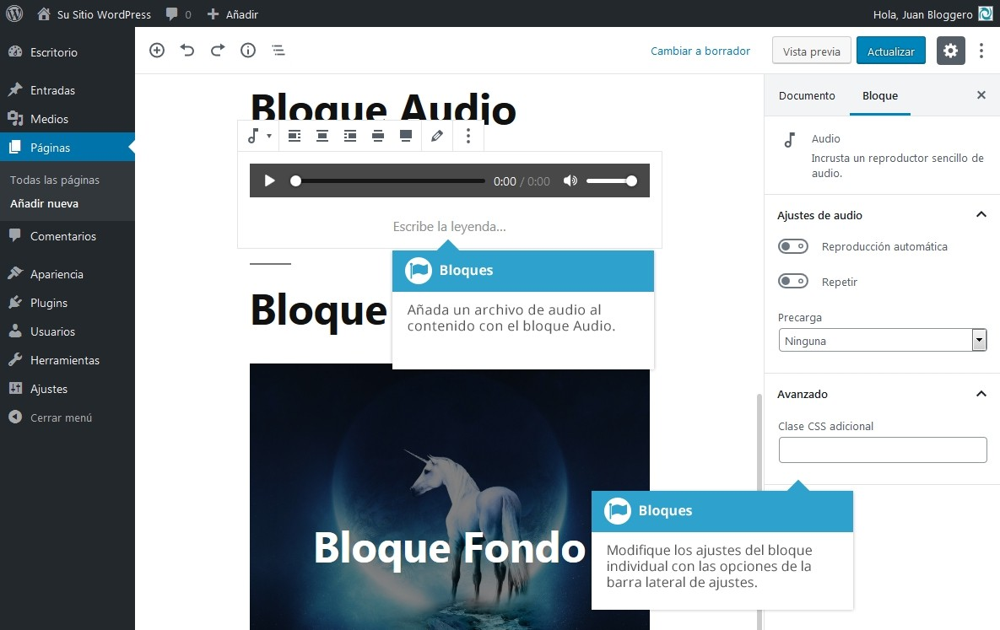 Su Sitio WordPress 0 Añadir
Hola, Juan Bloggero
Escritorio
Entradas
Medios
Páginas
Todas las páginas
Añadir nueva
Comentarios
Apariencia
Plugins
Usuarios
Herramientas
Ajustes
Cerrar menú
Cambiar a borrador
Vista previa
Actualizar
Bloque Audio
0:00 / 0:00
Escribe la leyenda...
Bloques
Añada un archivo de audio al
contenido con el bloque Audio.
Bloque
Bloque Fondo
Documento
Bloque
Audio
Incrusta un reproductor sencillo de
audio.
Ajustes de audio
Reproducción automática
Repetir
Precarga
Ninguna
Avanzado
Clase CSS adicional
Bloques
Modifique los ajustes del bloque
individual con las opciones de la
barra lateral de ajustes.